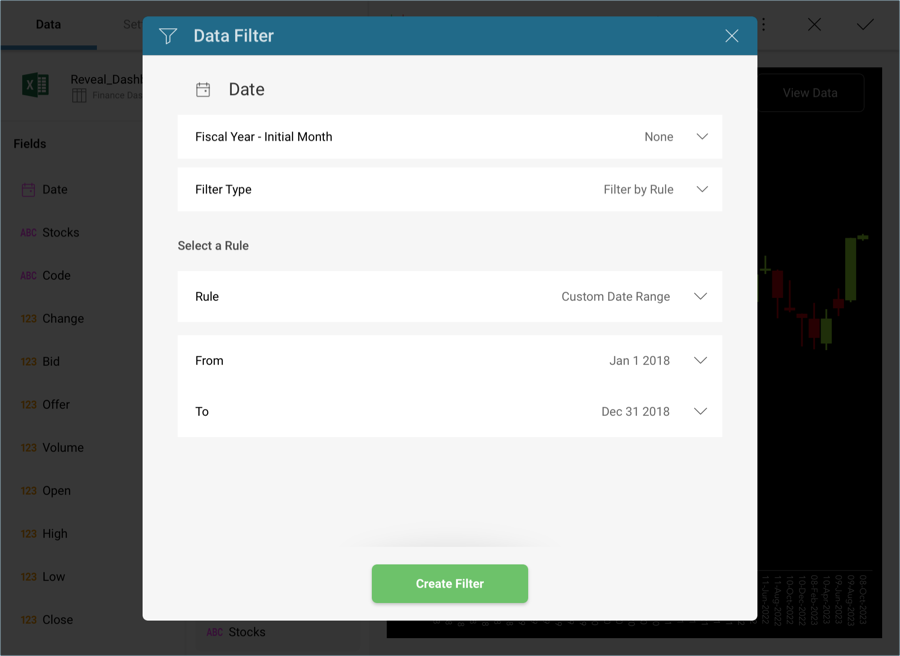 Data
Set
Data Filter
Reveal_Dashb
Finance Das
View Data
Date
Fiscal Year - Initial Month
None
Fields
Filter Type
Filter by Rule
Date
ABC Stocks
Select a Rule
ABC Code
Rule
Custom Date Range
123 Change
123 Bid
From
Jan 1 2018
123 Offer
To
Dec 31 2018
123 Volume
123 Open
123 High
123 Low
Create Filter
123 Close
ABC Stocks
11-Jun-2022
11-Aug-2022
10-Oct-2022
10-Dec-2022
08-Feb-2023
10-Apr-2023
09-Jun-2023
09-Aug-2023
08-Oct-2023